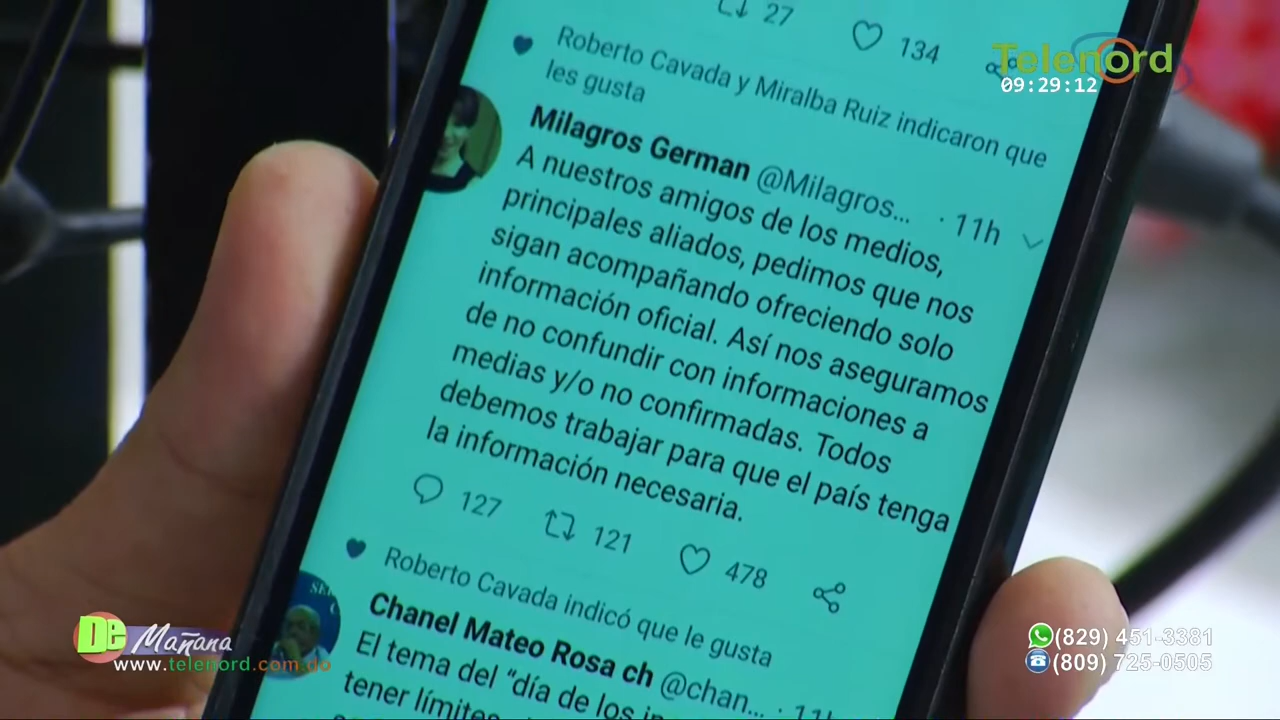 27 134
Telenord
09:29:12
Roberto Cavada y Miralba Ruiz indicaron que
les gusta
Milagros German @Milagros... · 11h
A nuestros amigos de los medios,
principales aliados, pedimos que nos
sigan acompañando ofreciendo solo
información oficial. Así nos aseguramos
de no confundir con informaciones a
medias y/o no confirmadas. Todos
debemos trabajar para que el país tenga
la información necesaria.
127 121 478
Roberto Cavada indicó que le gusta
Chanel Mateo Rosa ch @chan... · 11h
El tema del “día de los
tener límites
De Mañana
www.telenord.com.do
(829) 451-3381
(809) 725-0505